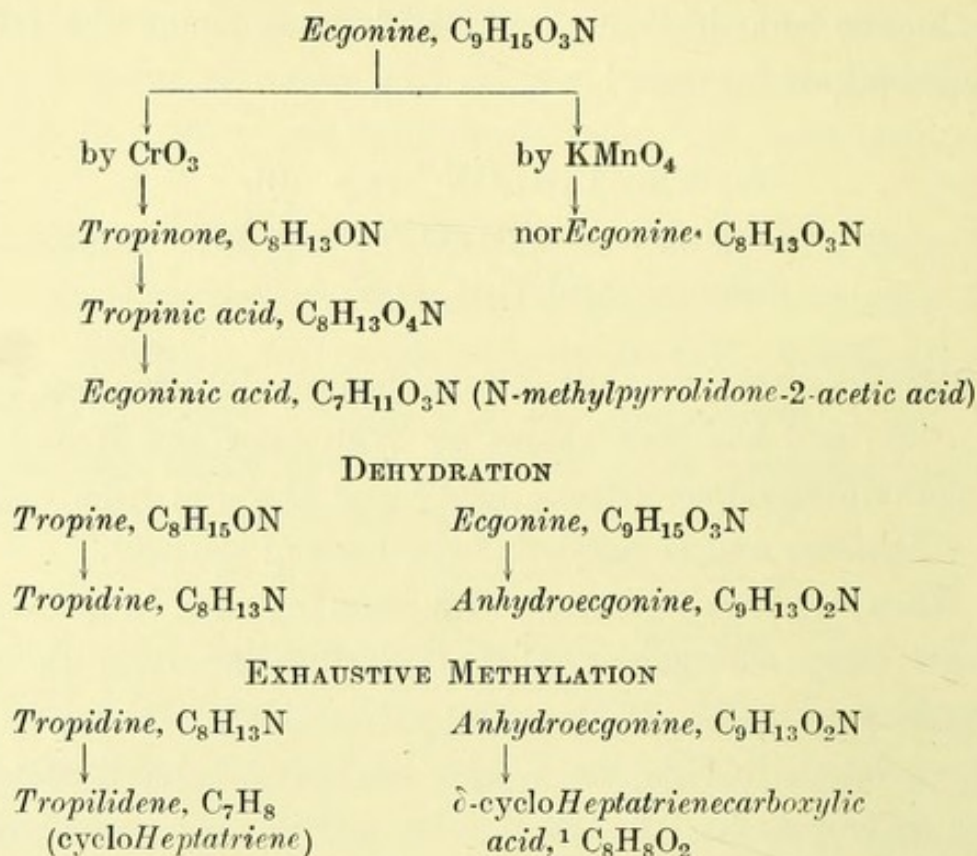 Ecgonine, C₉H₁₅O₃N
by CrO₃ by KMnO₄
Tropinone, C₈H₁₃ON norEcgonine· C₈H₁₃O₃N
Tropinic acid, C₈H₁₃O₄N
Ecgoninic acid, C₇H₁₁O₃N (N-methylpyrrolidone-2-acetic acid)
DEHYDRATION
Tropine, C₈H₁₅ON Ecgonine, C₉H₁₅O₃N
Tropidine, C₈H₁₃N Anhydroecgonine, C₉H₁₃O₂N
EXHAUSTIVE METHYLATION
Tropidine, C₈H₁₃N Anhydroecgonine, C₉H₁₃O₂N
Tropilidene, C₇H₈ δ-cycloHeptatrienecarboxylic
(cycloHeptatriene) acid,¹ C₈H₈O₂